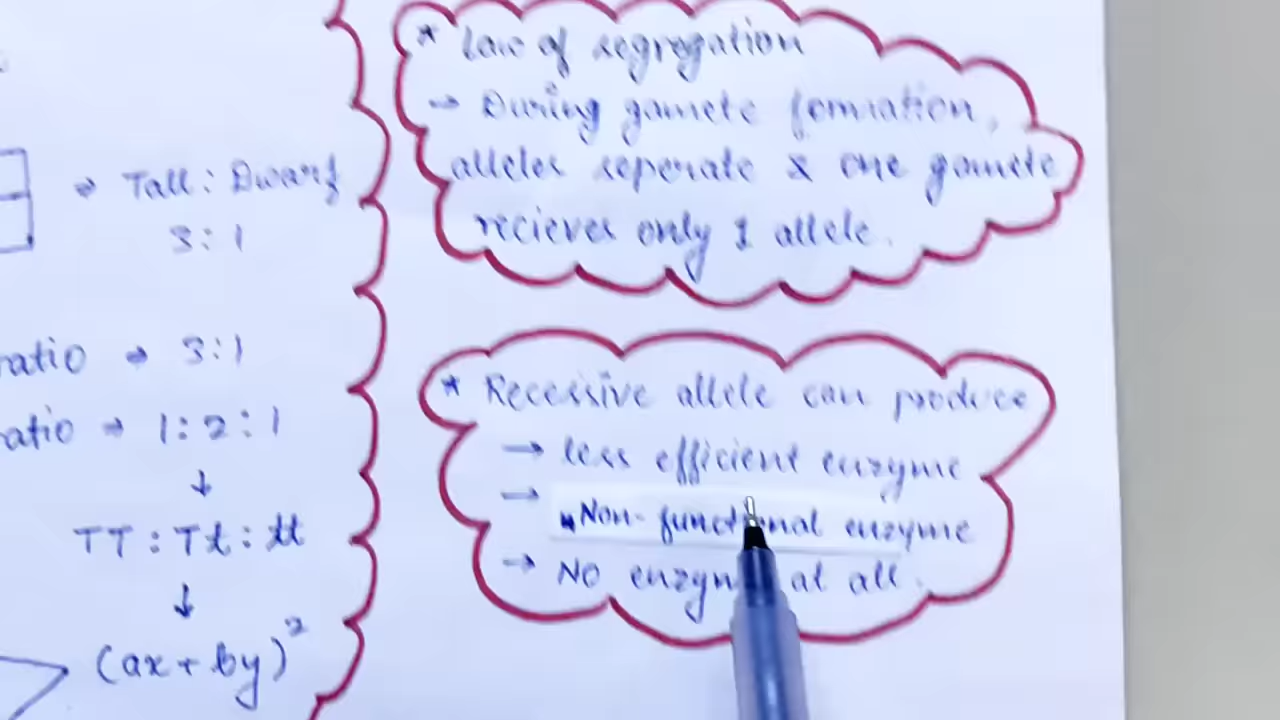 ⇒ Tall : Dwarf
3 : 1
ratio → 3:1
ratio → 1 : 2 : 1
↓
TT : Tt : tt
↓
(ax + by)²
* law of segregation
→ During gamete formation,
alleles seperate & one gamete
recieves only 1 allele.
* Recessive allele can produce
→ less efficient enzyme
→ Non-functional enzyme
→ No enzyme at all.